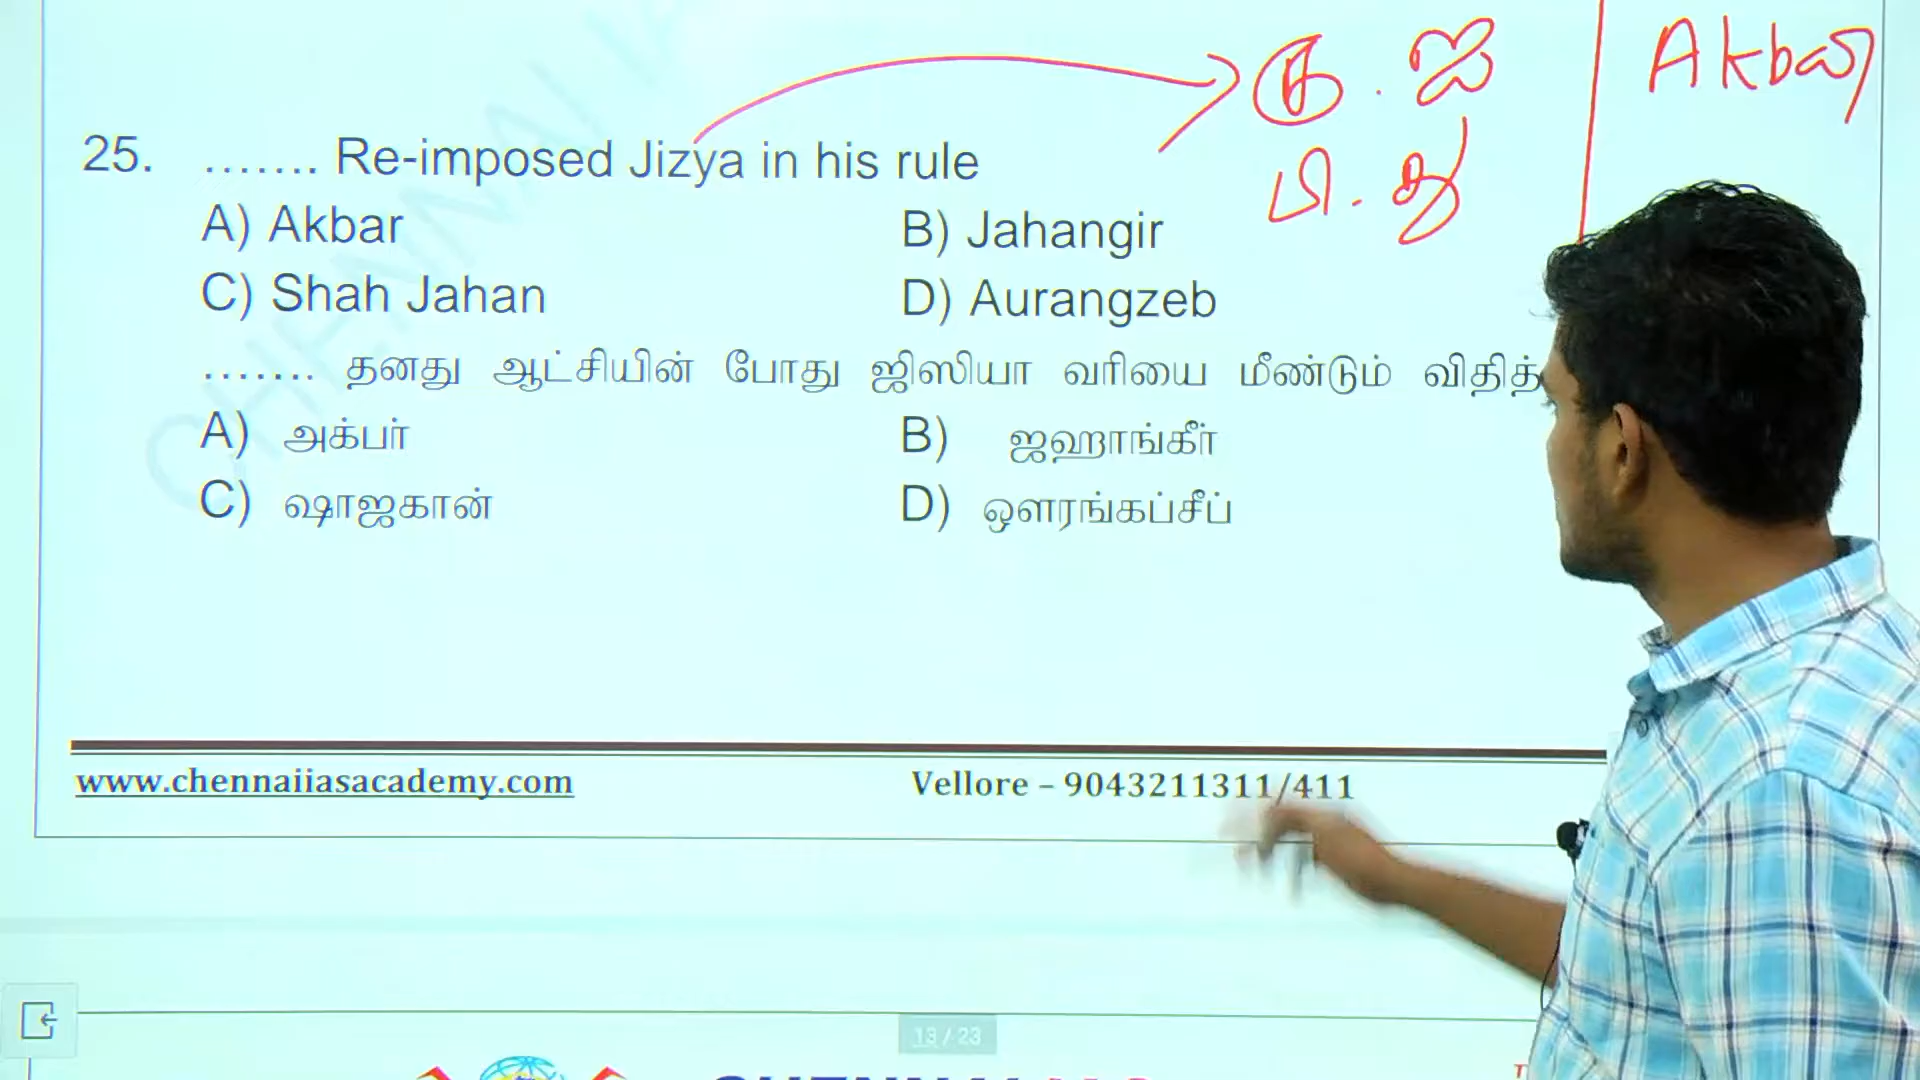 கு. ஐ
Akbar
25. ....... Re-imposed Jizya in his rule
பி. து
A) Akbar B) Jahangir
C) Shah Jahan D) Aurangzeb
....... தனது ஆட்சியின் போது ஜிஸியா வரியை மீண்டும் விதித்
A) அக்பர் B) ஜஹாங்கீர்
C) ஷாஜகான் D) ஔரங்கப்சீப்
www.chennaiiasacademy.com Vellore – 9043211311/411
13 / 23